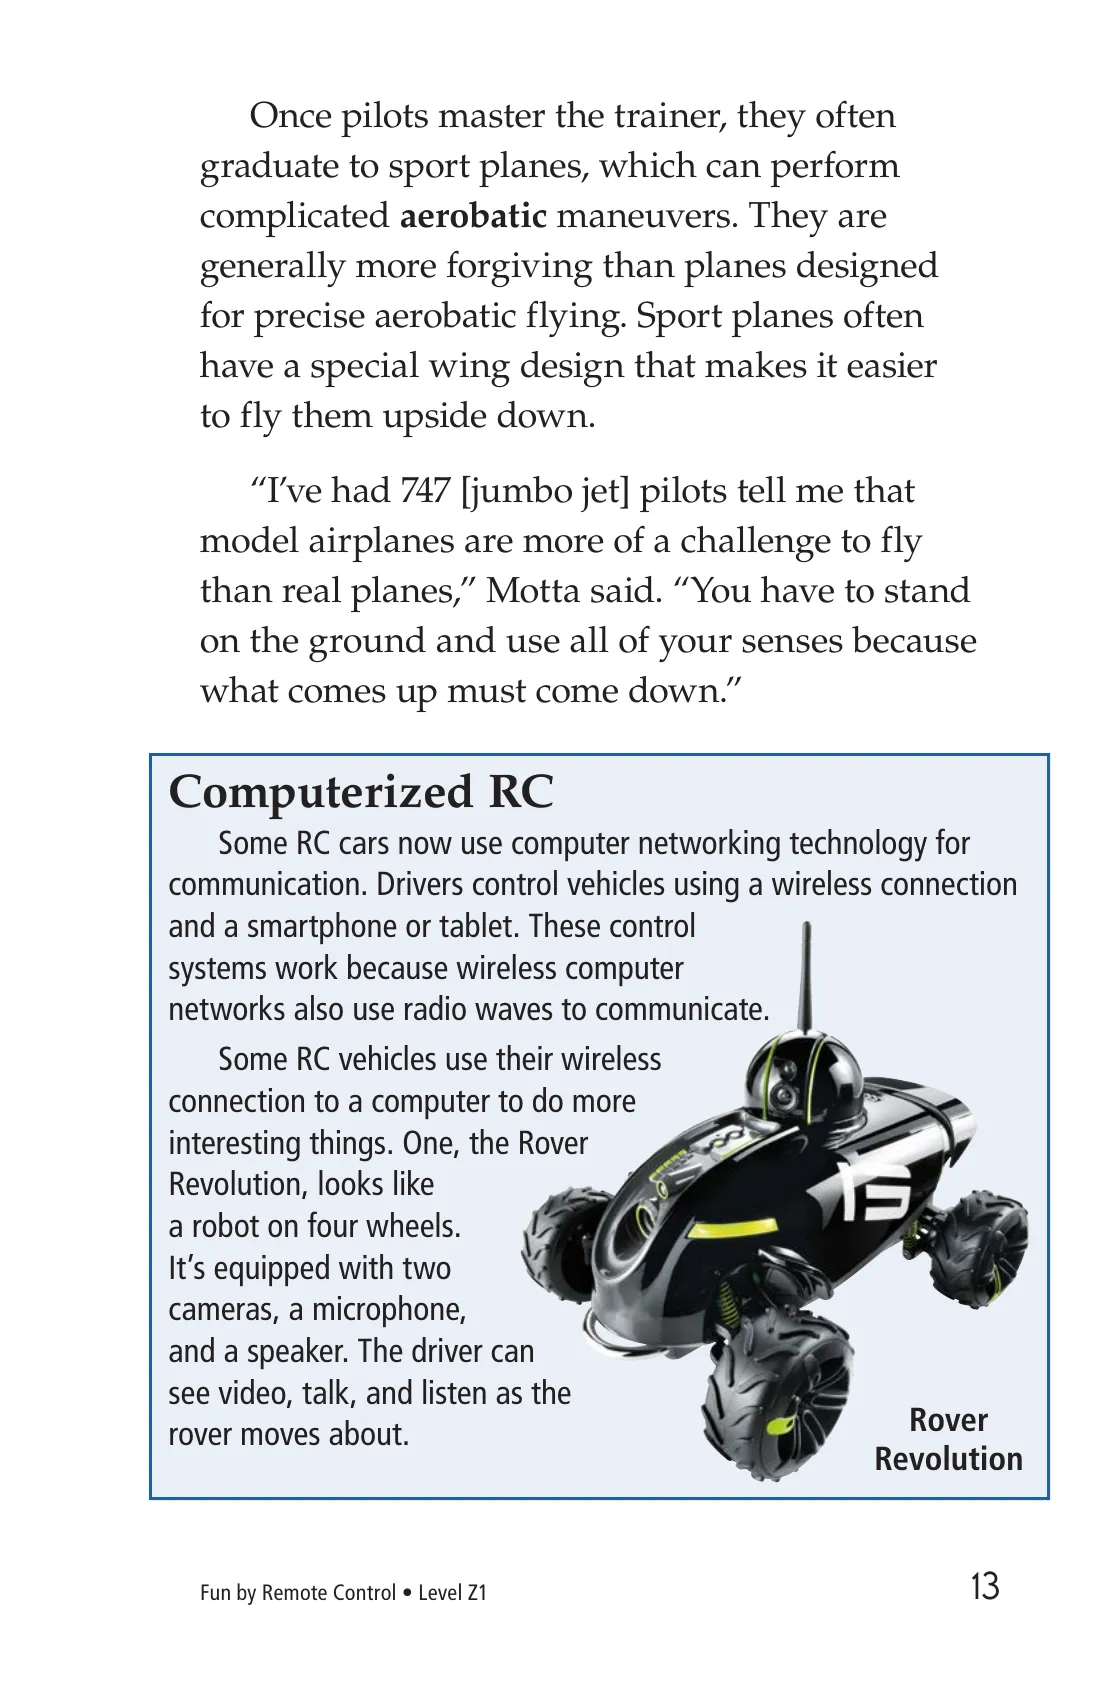 Once pilots master the trainer, they often
graduate to sport planes, which can perform
complicated aerobatic maneuvers. They are
generally more forgiving than planes designed
for precise aerobatic flying. Sport planes often
have a special wing design that makes it easier
to fly them upside down.
“I’ve had 747 [jumbo jet] pilots tell me that
model airplanes are more of a challenge to fly
than real planes,” Motta said. “You have to stand
on the ground and use all of your senses because
what comes up must come down.”
Computerized RC
Some RC cars now use computer networking technology for
communication. Drivers control vehicles using a wireless connection
and a smartphone or tablet. These control
systems work because wireless computer
networks also use radio waves to communicate.
Some RC vehicles use their wireless
connection to a computer to do more
interesting things. One, the Rover
Revolution, looks like
a robot on four wheels.
It’s equipped with two
cameras, a microphone,
and a speaker. The driver can
see video, talk, and listen as the
rover moves about.
Rover
Revolution
Fun by Remote Control • Level Z1
13